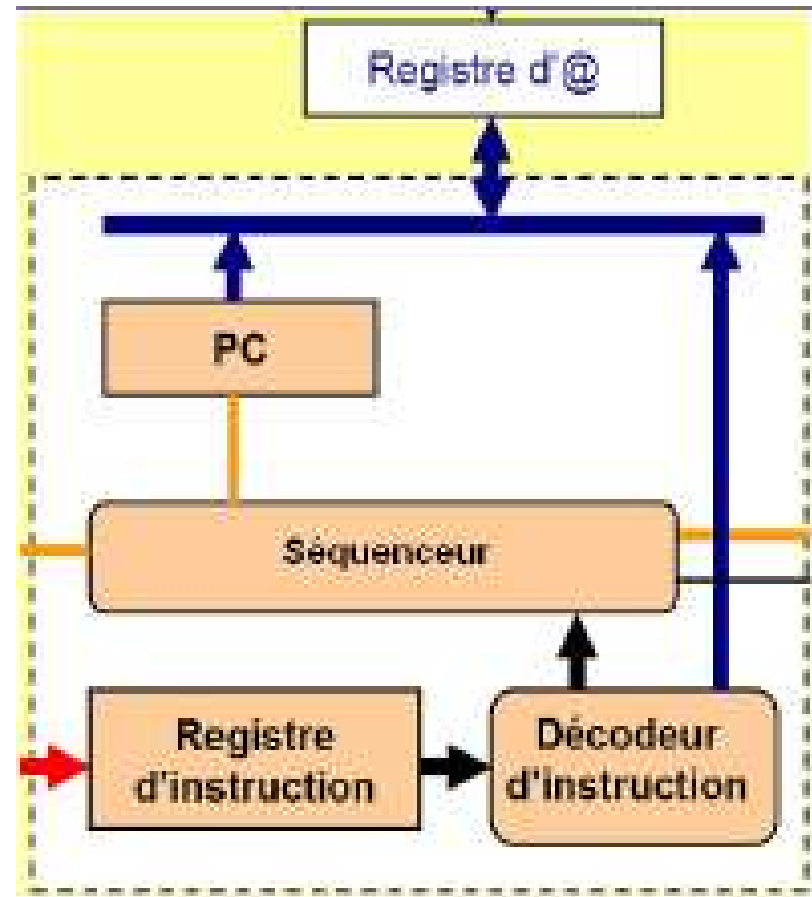 Registre d'@
PC
Séquenceur
Registre
d'instruction
Décodeur
d'instruction